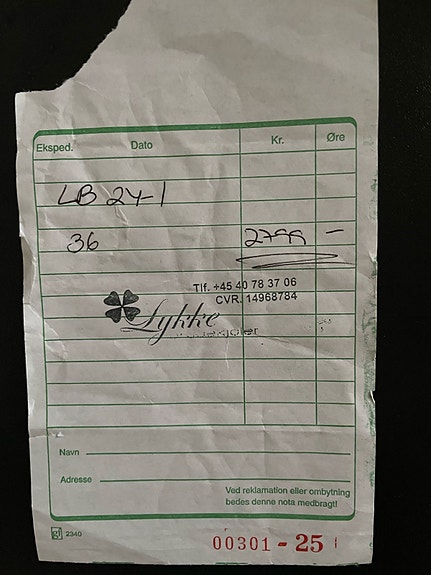 Eksped. Dato Kr. Øre
LB 24-1
36 2799 —
Tlf. +45 40 78 37 06
CVR. 14968784
Lykke
Navn
Adresse
Ved reklamation eller ombytning
bedes denne nota medbragt!
gf 2340
00301 - 25